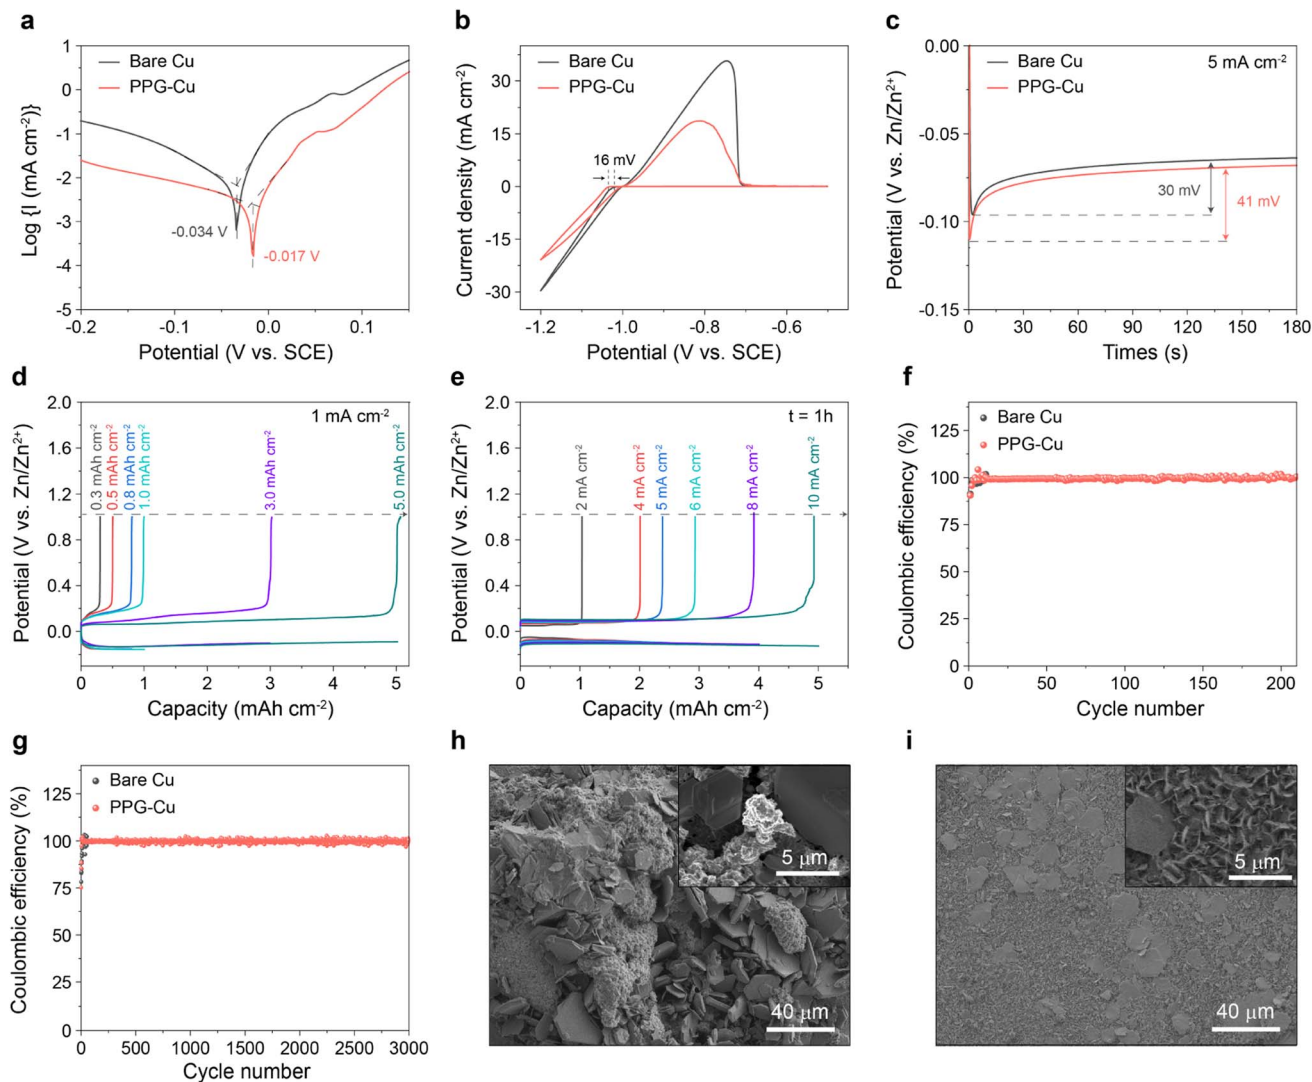 a
Bare Cu
PPG-Cu
-0.034 V
-0.017 V
Log {I (mA cm-2)}
1
0
-1
-2
-3
-4
-5
-0.2
-0.1
0.0
0.1
Potential (V vs. SCE)
b
Bare Cu
PPG-Cu
16 mV
Current density (mA cm-2)
30
15
0
-15
-30
-1.2
-1.0
-0.8
-0.6
Potential (V vs. SCE)
c
Bare Cu
PPG-Cu
5 mA cm-2
30 mV
41 mV
Potential (V vs. Zn/Zn2+)
0.00
-0.05
-0.10
-0.15
0
30
60
90
120
150
180
Times (s)
d
1 mA cm-2
0.3 mAh cm-2
0.5 mAh cm-2
0.8 mAh cm-2
1.0 mAh cm-2
3.0 mAh cm-2
5.0 mAh cm-2
Potential (V vs. Zn/Zn2+)
2.0
1.6
1.2
0.8
0.4
0.0
0
1
2
3
4
5
Capacity (mAh cm-2)
e
t = 1h
2 mA cm-2
4 mA cm-2
5 mA cm-2
6 mA cm-2
8 mA cm-2
10 mA cm-2
Potential (V vs. Zn/Zn2+)
2.0
1.6
1.2
0.8
0.4
0.0
0
1
2
3
4
5
Capacity (mAh cm-2)
f
Bare Cu
PPG-Cu
Coulombic efficiency (%)
125
100
75
50
25
0
0
50
100
150
200
Cycle number
g
Bare Cu
PPG-Cu
Coulombic efficiency (%)
125
100
75
50
25
0
0
500
1000
1500
2000
2500
3000
Cycle number
h
5 μm
40 μm
i
5 μm
40 μm